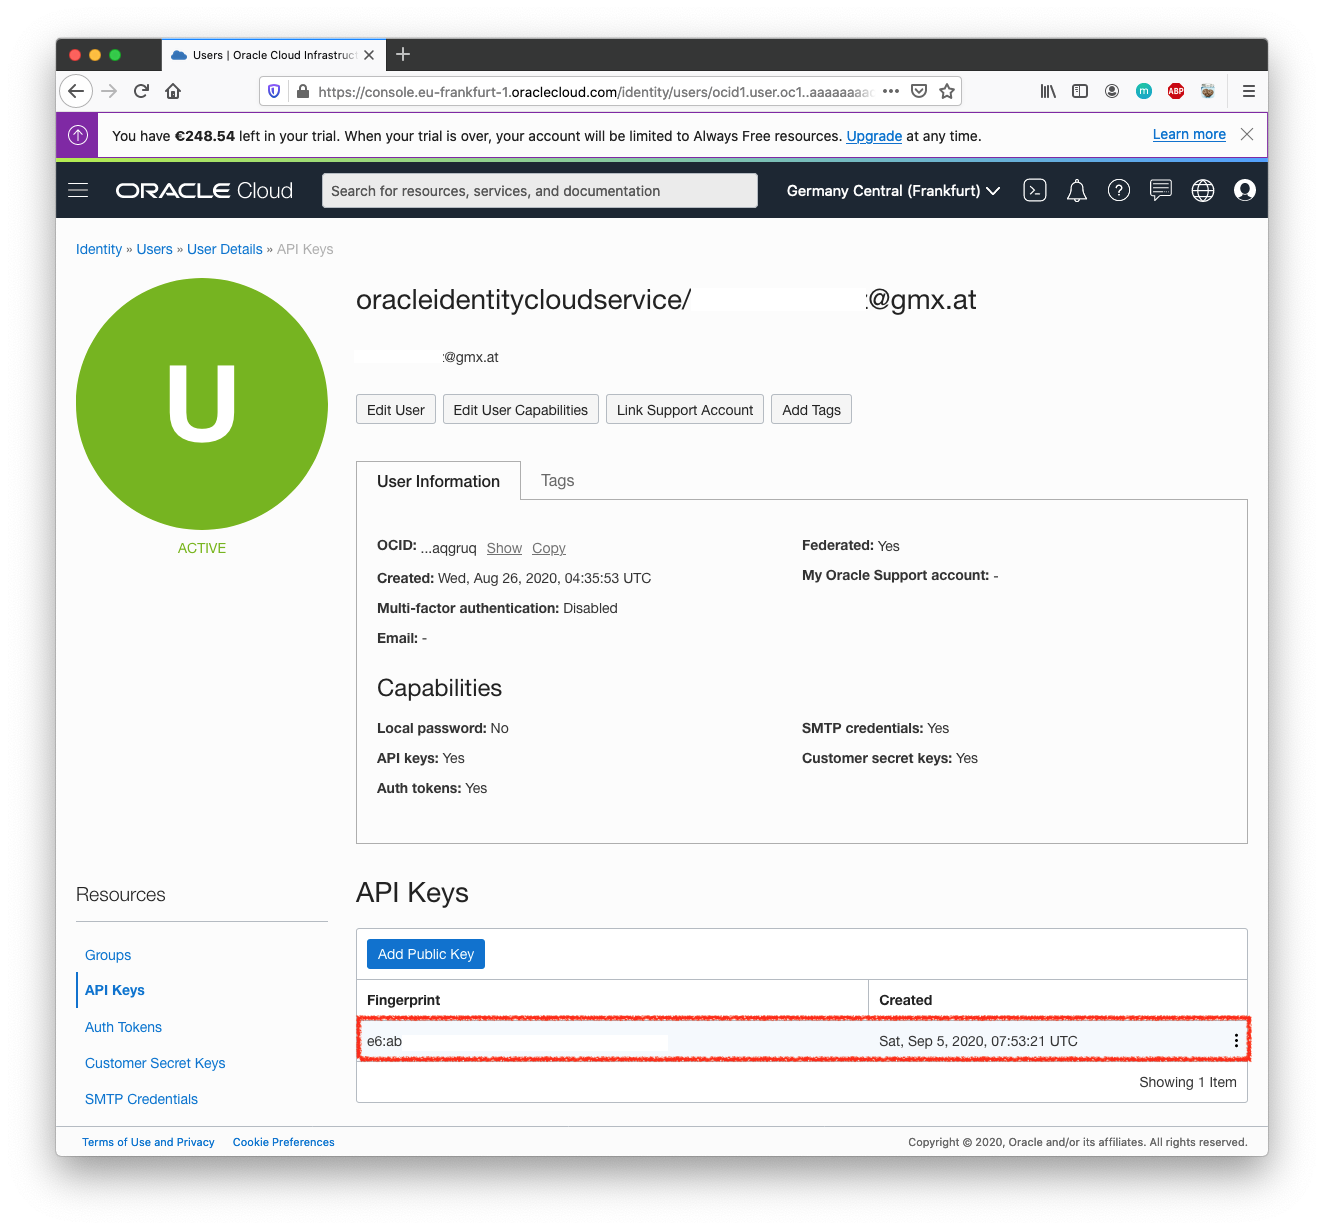 Users | Oracle Cloud Infrastruct
https://console.eu-frankfurt-1.oraclecloud.com/identity/users/ocid1.user.oc1..aaaaaaaac
You have €248.54 left in your trial. When your trial is over, your account will be limited to Always Free resources. Upgrade at any time.
Learn more
ORACLE Cloud
Search for resources, services, and documentation
Germany Central (Frankfurt)
Identity » Users » User Details » API Keys
U
ACTIVE
oracleidentitycloudservice/ @gmx.at
@gmx.at
Edit User
Edit User Capabilities
Link Support Account
Add Tags
User Information
Tags
OCID: ...aqgruq Show Copy
Federated: Yes
Created: Wed, Aug 26, 2020, 04:35:53 UTC
My Oracle Support account: -
Multi-factor authentication: Disabled
Email: -
Capabilities
Local password: No
SMTP credentials: Yes
API keys: Yes
Customer secret keys: Yes
Auth tokens: Yes
Resources
Groups
API Keys
Auth Tokens
Customer Secret Keys
SMTP Credentials
API Keys
Add Public Key
Fingerprint
Created
e6:ab
Sat, Sep 5, 2020, 07:53:21 UTC
Showing 1 Item
Terms of Use and Privacy
Cookie Preferences
Copyright © 2020, Oracle and/or its affiliates. All rights reserved.
m
ABP